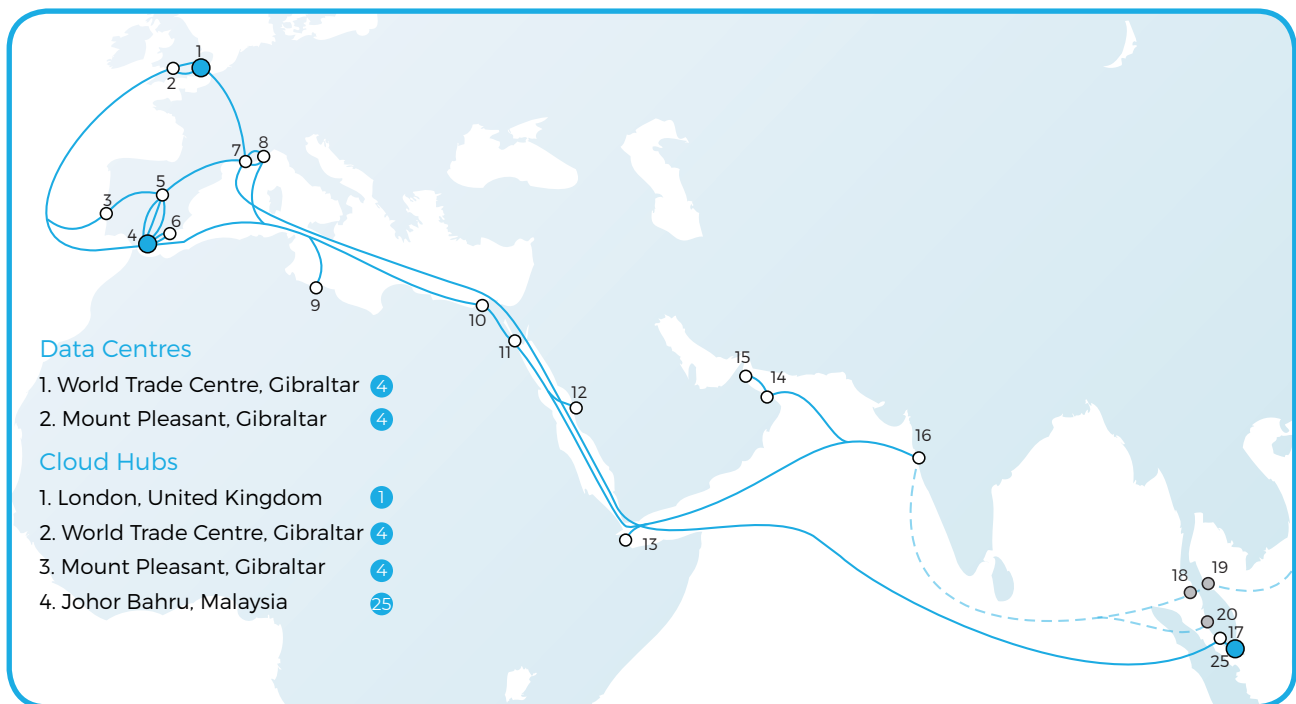 1
2
8
7
5
3
6
4
9
10
11
12
15
14
16
13
19
18
20
17
25
Data Centres
1. World Trade Centre, Gibraltar 4
2. Mount Pleasant, Gibraltar 4
Cloud Hubs
1. London, United Kingdom 1
2. World Trade Centre, Gibraltar 4
3. Mount Pleasant, Gibraltar 4
4. Johor Bahru, Malaysia 25